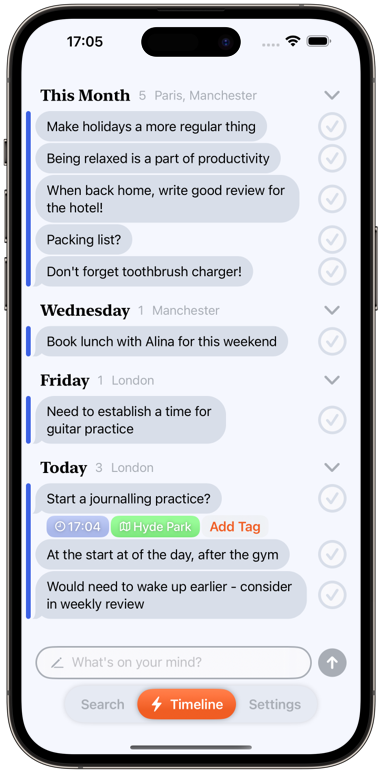 17:05
This Month 5 Paris, Manchester
Make holidays a more regular thing
Being relaxed is a part of productivity
When back home, write good review for
the hotel!
Packing list?
Don't forget toothbrush charger!
Wednesday 1 Manchester
Book lunch with Alina for this weekend
Friday 1 London
Need to establish a time for
guitar practice
Today 3 London
Start a journalling practice?
17:04 Hyde Park Add Tag
At the start at of the day, after the gym
Would need to wake up earlier - consider
in weekly review
What's on your mind?
Search Timeline Settings